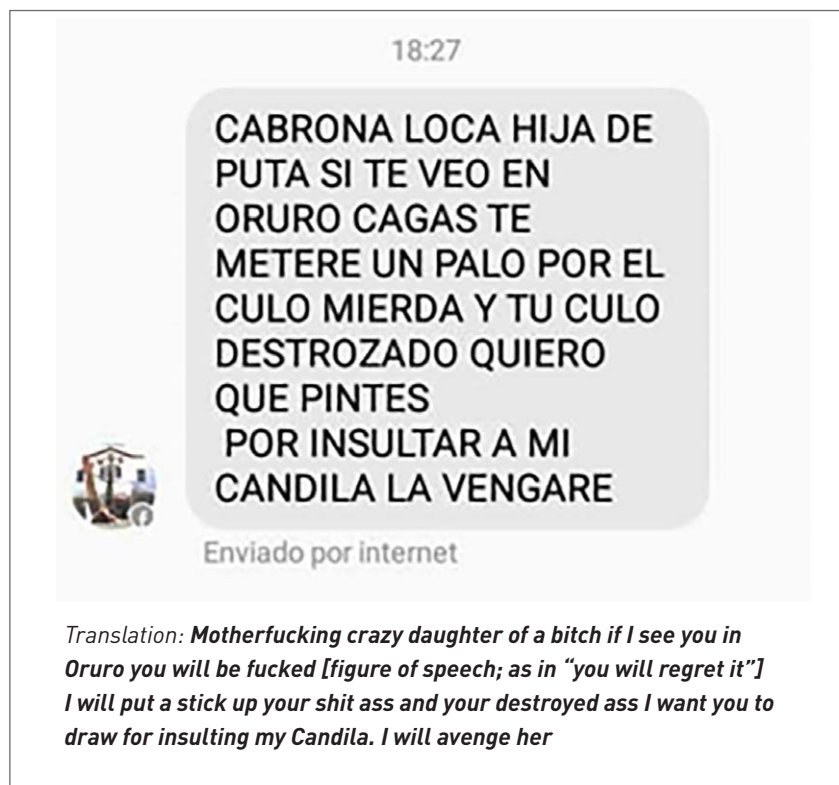 18:27
CABRONA LOCA HIJA DE
PUTA SI TE VEO EN
ORURO CAGAS TE
METERE UN PALO POR EL
CULO MIERDA Y TU CULO
DESTROZADO QUIERO
QUE PINTES
POR INSULTAR A MI
CANDILA LA VENGARE
Enviado por internet
Translation: Motherfucking crazy daughter of a bitch if I see you in
Oruro you will be fucked [figure of speech; as in “you will regret it”]
I will put a stick up your shit ass and your destroyed ass I want you to
draw for insulting my Candila. I will avenge her